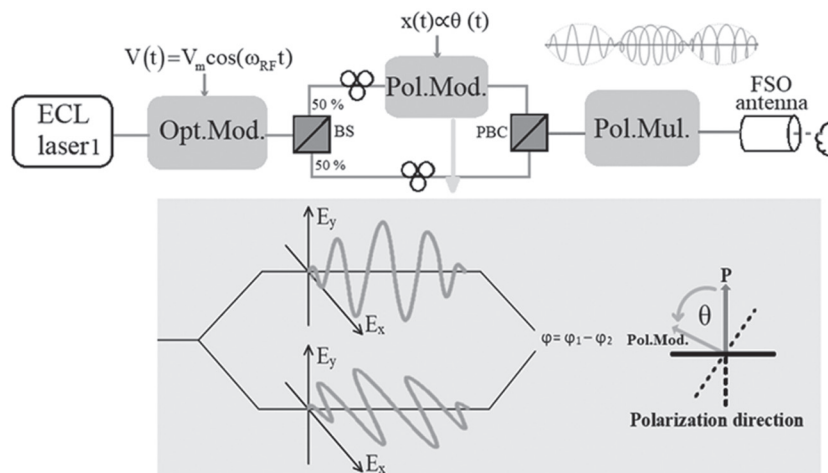 x(t)∝θ (t)
V(t)=Vmcos(ωRFt)
FSO
antenna
ECL
laser1
Opt.Mod.
50 %
BS
50 %
Pol.Mod.
PBC
Pol.Mul.
Ey
Ex
Ey
Ex
φ= φ1 − φ2
P
θ
Pol.Mod.
Polarization direction